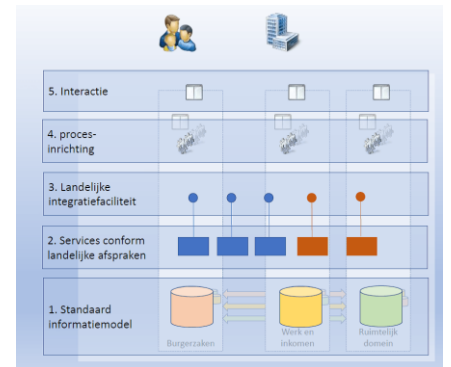 5. Interactie
4. proces-
inrichting
3. Landelijke
integratiefaciliteit
2. Services conform
landelijke afspraken
1. Standaard
informatiemodel
Burgerzaken
Werk en
inkomen
Ruimtelijk
domein